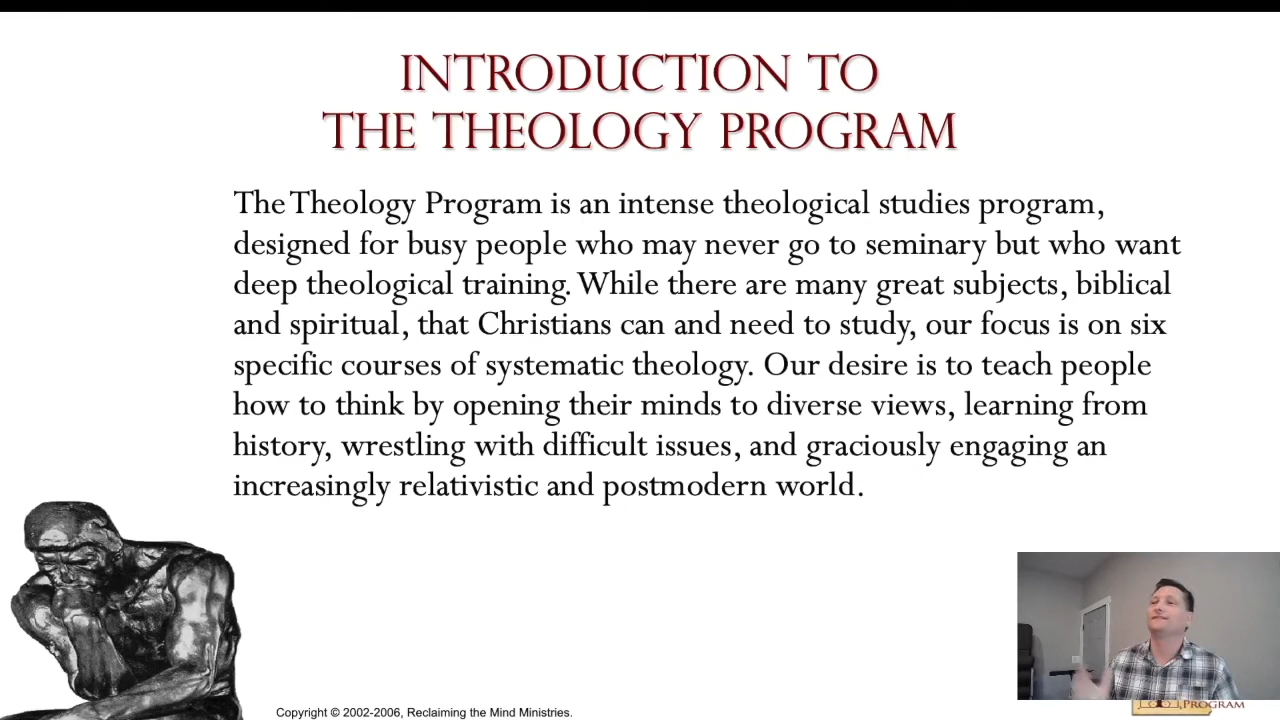 INTRODUCTION TO
THE THEOLOGY PROGRAM
The Theology Program is an intense theological studies program,
designed for busy people who may never go to seminary but who want
deep theological training. While there are many great subjects, biblical
and spiritual, that Christians can and need to study, our focus is on six
specific courses of systematic theology. Our desire is to teach people
how to think by opening their minds to diverse views, learning from
history, wrestling with difficult issues, and graciously engaging an
increasingly relativistic and postmodern world.
Copyright © 2002-2006, Reclaiming the Mind Ministries.
PROGRAM